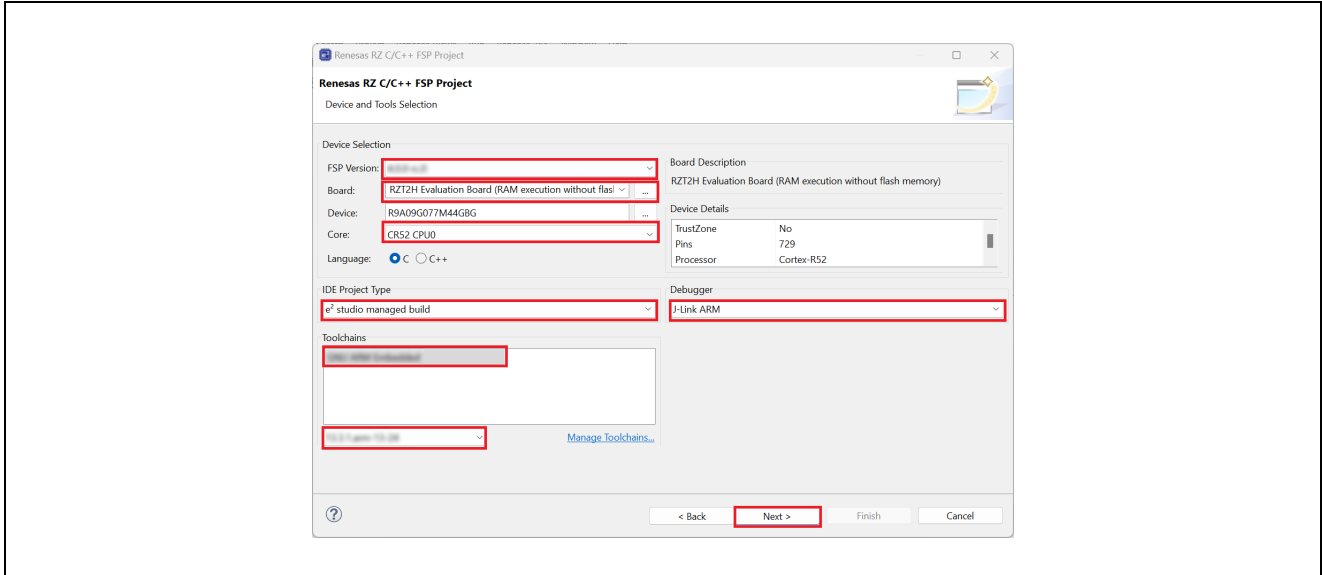 Renesas RZ C/C++ FSP Project
Renesas RZ C/C++ FSP Project
Device and Tools Selection
Device Selection
FSP Version:
Board: RZT2H Evaluation Board (RAM execution without flas ...
Device: R9A09G077M44GBG ...
Core: CR52 CPU0
Language: C C++
Board Description
RZT2H Evaluation Board (RAM execution without flash memory)
Device Details
TrustZone No
Pins 729
Processor Cortex-R52
IDE Project Type
e² studio managed build
Debugger
J-Link ARM
Toolchains
Manage Toolchains...
? < Back Next > Finish Cancel